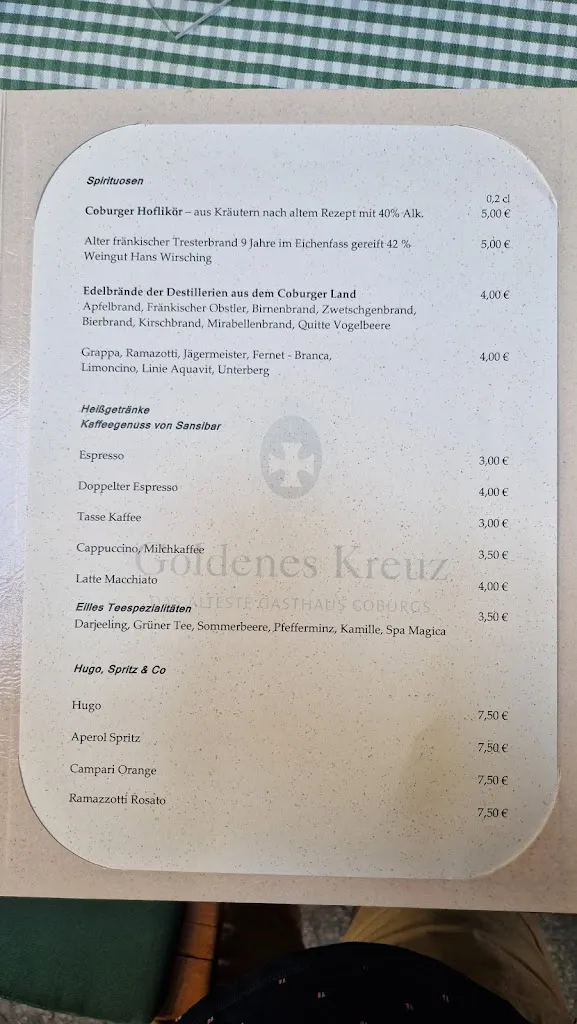 Spirituosen
0,2 cl
Coburger Hoflikör – aus Kräutern nach altem Rezept mit 40% Alk. 5,00 €
Alter fränkischer Tresterbrand 9 Jahre im Eichenfass gereift 42 % 5,00 €
Weingut Hans Wirsching
Edelbrände der Destillerien aus dem Coburger Land 4,00 €
Apfelbrand, Fränkischer Obstler, Birnenbrand, Zwetschgenbrand,
Bierbrand, Kirschbrand, Mirabellenbrand, Quitte Vogelbeere
Grappa, Ramazotti, Jägermeister, Fernet - Branca, 4,00 €
Limoncino, Linie Aquavit, Unterberg
Heißgetränke
Kaffeegenuss von Sansibar
Espresso 3,00 €
Doppelter Espresso 4,00 €
Tasse Kaffee 3,00 €
Cappuccino, Milchkaffee 3,50 €
Goldenes Kreuz
Latte Macchiato 4,00 €
DAS ÄLTESTE GASTHAUS COBURGS
Eilles Teespezialitäten 3,50 €
Darjeeling, Grüner Tee, Sommerbeere, Pfefferminz, Kamille, Spa Magica
Hugo, Spritz & Co
Hugo 7,50 €
Aperol Spritz 7,50 €
Campari Orange 7,50 €
Ramazzotti Rosato 7,50 €